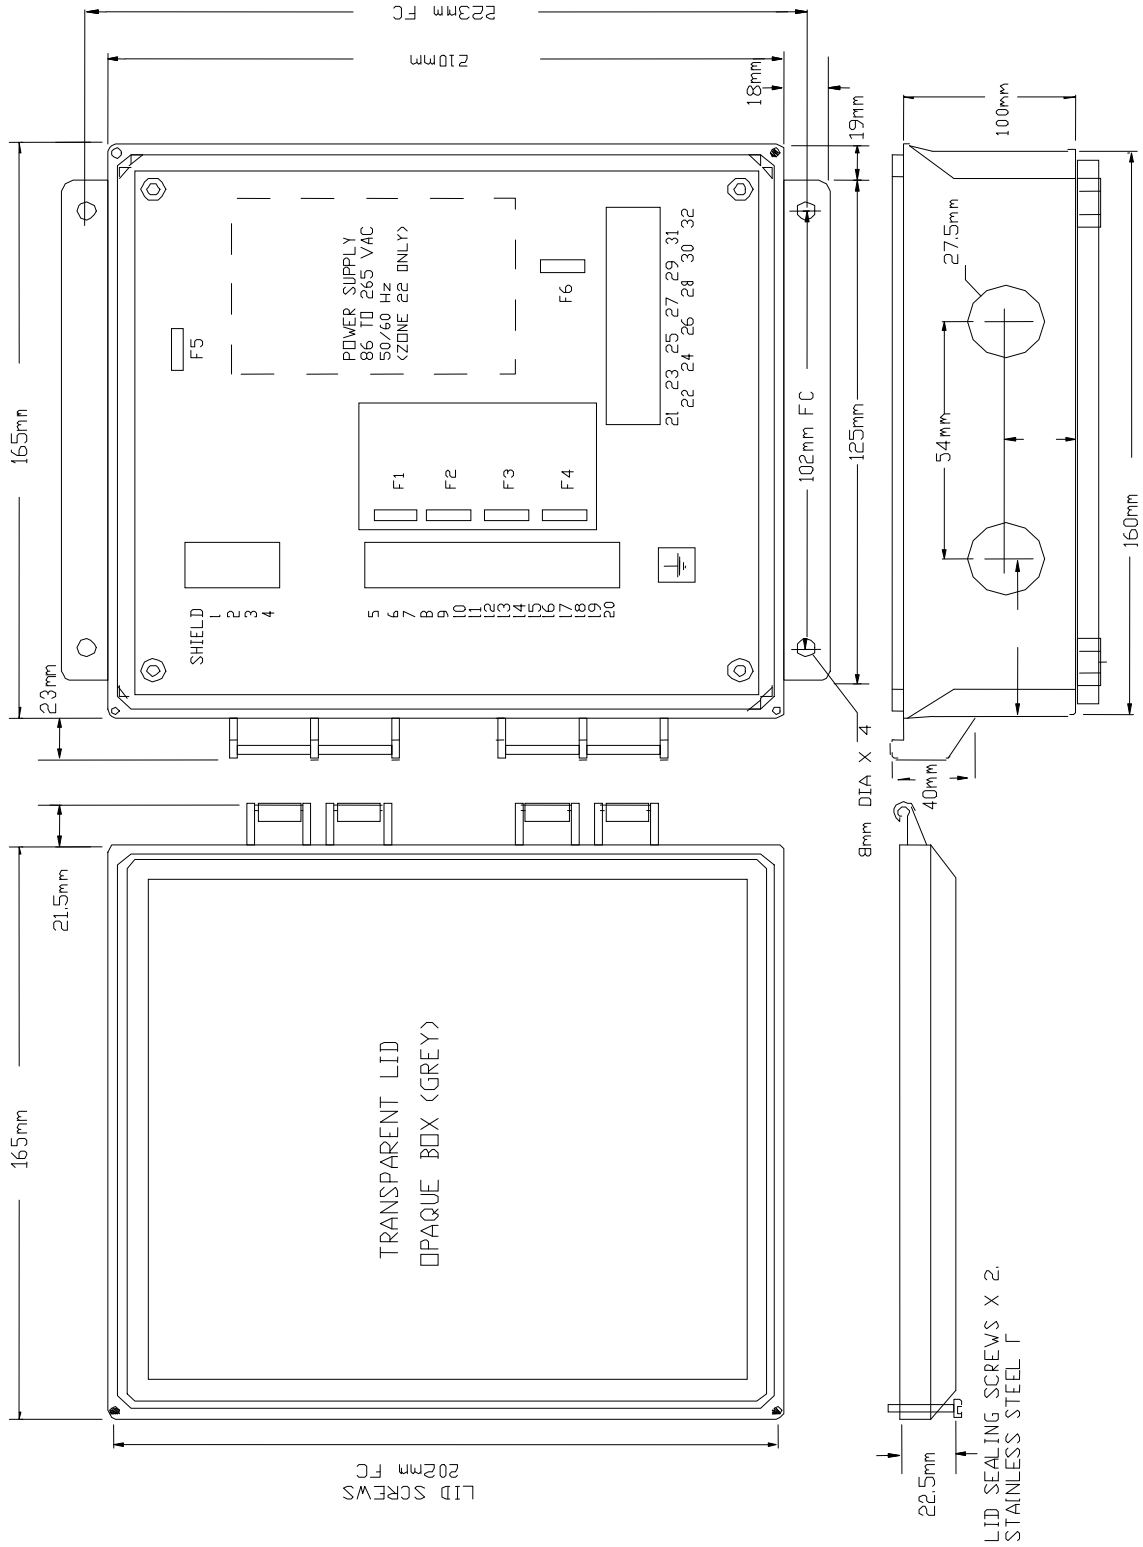 223mm FC
210mm
18mm
19mm
100mm
165mm
POWER SUPPLY
86 TO 265 VAC
50/60 Hz
(ZONE 22 ONLY)
F5
F6
F1
F2
F3
F4
SHIELD
1
2
3
4
5
6
7
8
9
10
11
12
13
14
15
16
17
18
19
20
21 23 25 27 29 31
22 24 26 28 30 32
102mm FC
125mm
27.5mm
54mm
160mm
23mm
8mm DIA X 4
40mm
21.5mm
165mm
TRANSPARENT LID
OPAQUE BOX (GREY)
LID SCREWS
202mm FC
22.5mm
LID SEALING SCREWS X 2.
STAINLESS STEEL